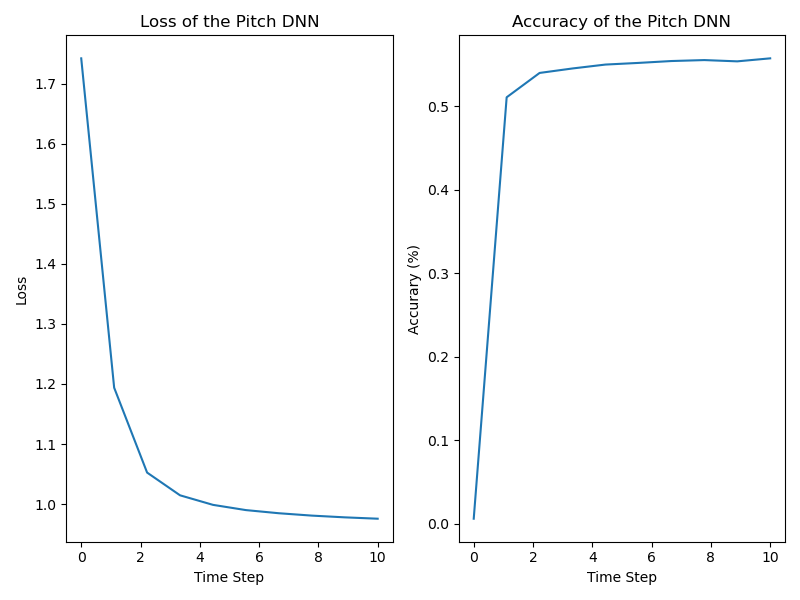 Loss of the Pitch DNN
1.7
1.6
1.5
1.4
1.3
1.2
1.1
1.0
Loss
0 2 4 6 8 10
Time Step
Accuracy of the Pitch DNN
0.5
0.4
0.3
0.2
0.1
0.0
Accurary (%)
0 2 4 6 8 10
Time Step